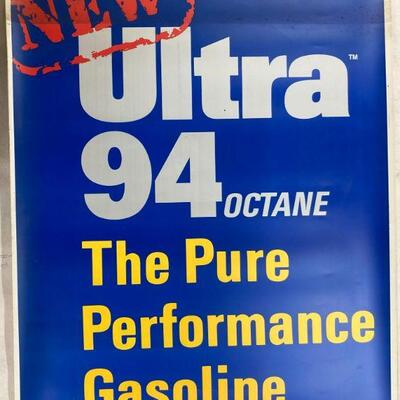 NEW
Ultra™
94 OCTANE
The Pure
Performance
Gasoline